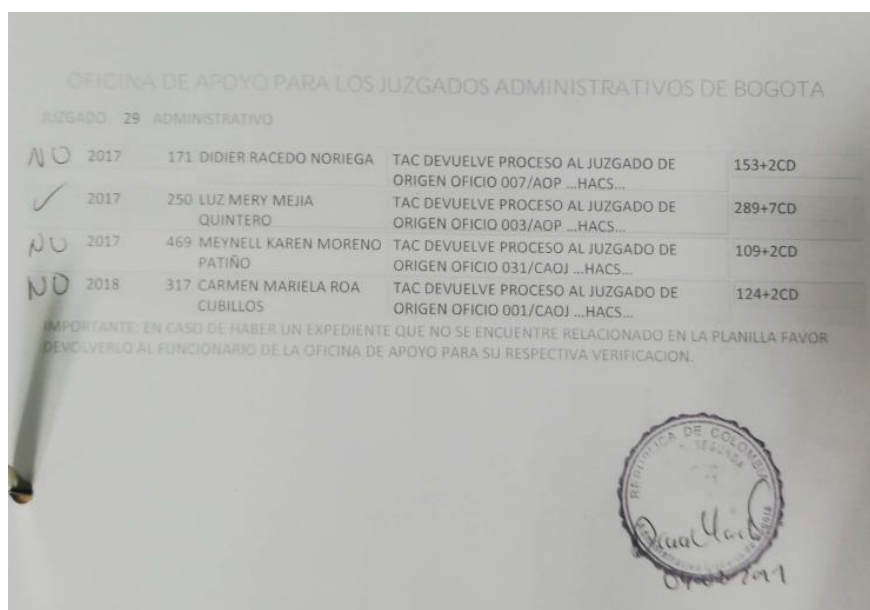 OFICINA DE APOYO PARA LOS JUZGADOS ADMINISTRATIVOS DE BOGOTA
JUZGADO 29 ADMINISTRATIVO
NO 2017 171 DIDIER RACEDO NORIEGA TAC DEVUELVE PROCESO AL JUZGADO DE 153+2CD
ORIGEN OFICIO 007/AOP ...HACS...
✓ 2017 250 LUZ MERY MEJIA TAC DEVUELVE PROCESO AL JUZGADO DE 289+7CD
QUINTERO ORIGEN OFICIO 003/AOP ...HACS...
NO 2017 469 MEYNELL KAREN MORENO TAC DEVUELVE PROCESO AL JUZGADO DE 109+2CD
PATIÑO ORIGEN OFICIO 031/CAOJ ...HACS...
NO 2018 317 CARMEN MARIELA ROA TAC DEVUELVE PROCESO AL JUZGADO DE 124+2CD
CUBILLOS ORIGEN OFICIO 001/CAOJ ...HACS...
IMPORTANTE: EN CASO DE HABER UN EXPEDIENTE QUE NO SE ENCUENTRE RELACIONADO EN LA PLANILLA FAVOR
DEVOLVERLO AL FUNCIONARIO DE LA OFICINA DE APOYO PARA SU RESPECTIVA VERIFICACION.
REPUBLICA DE COLOMBIA
SEGUNDA